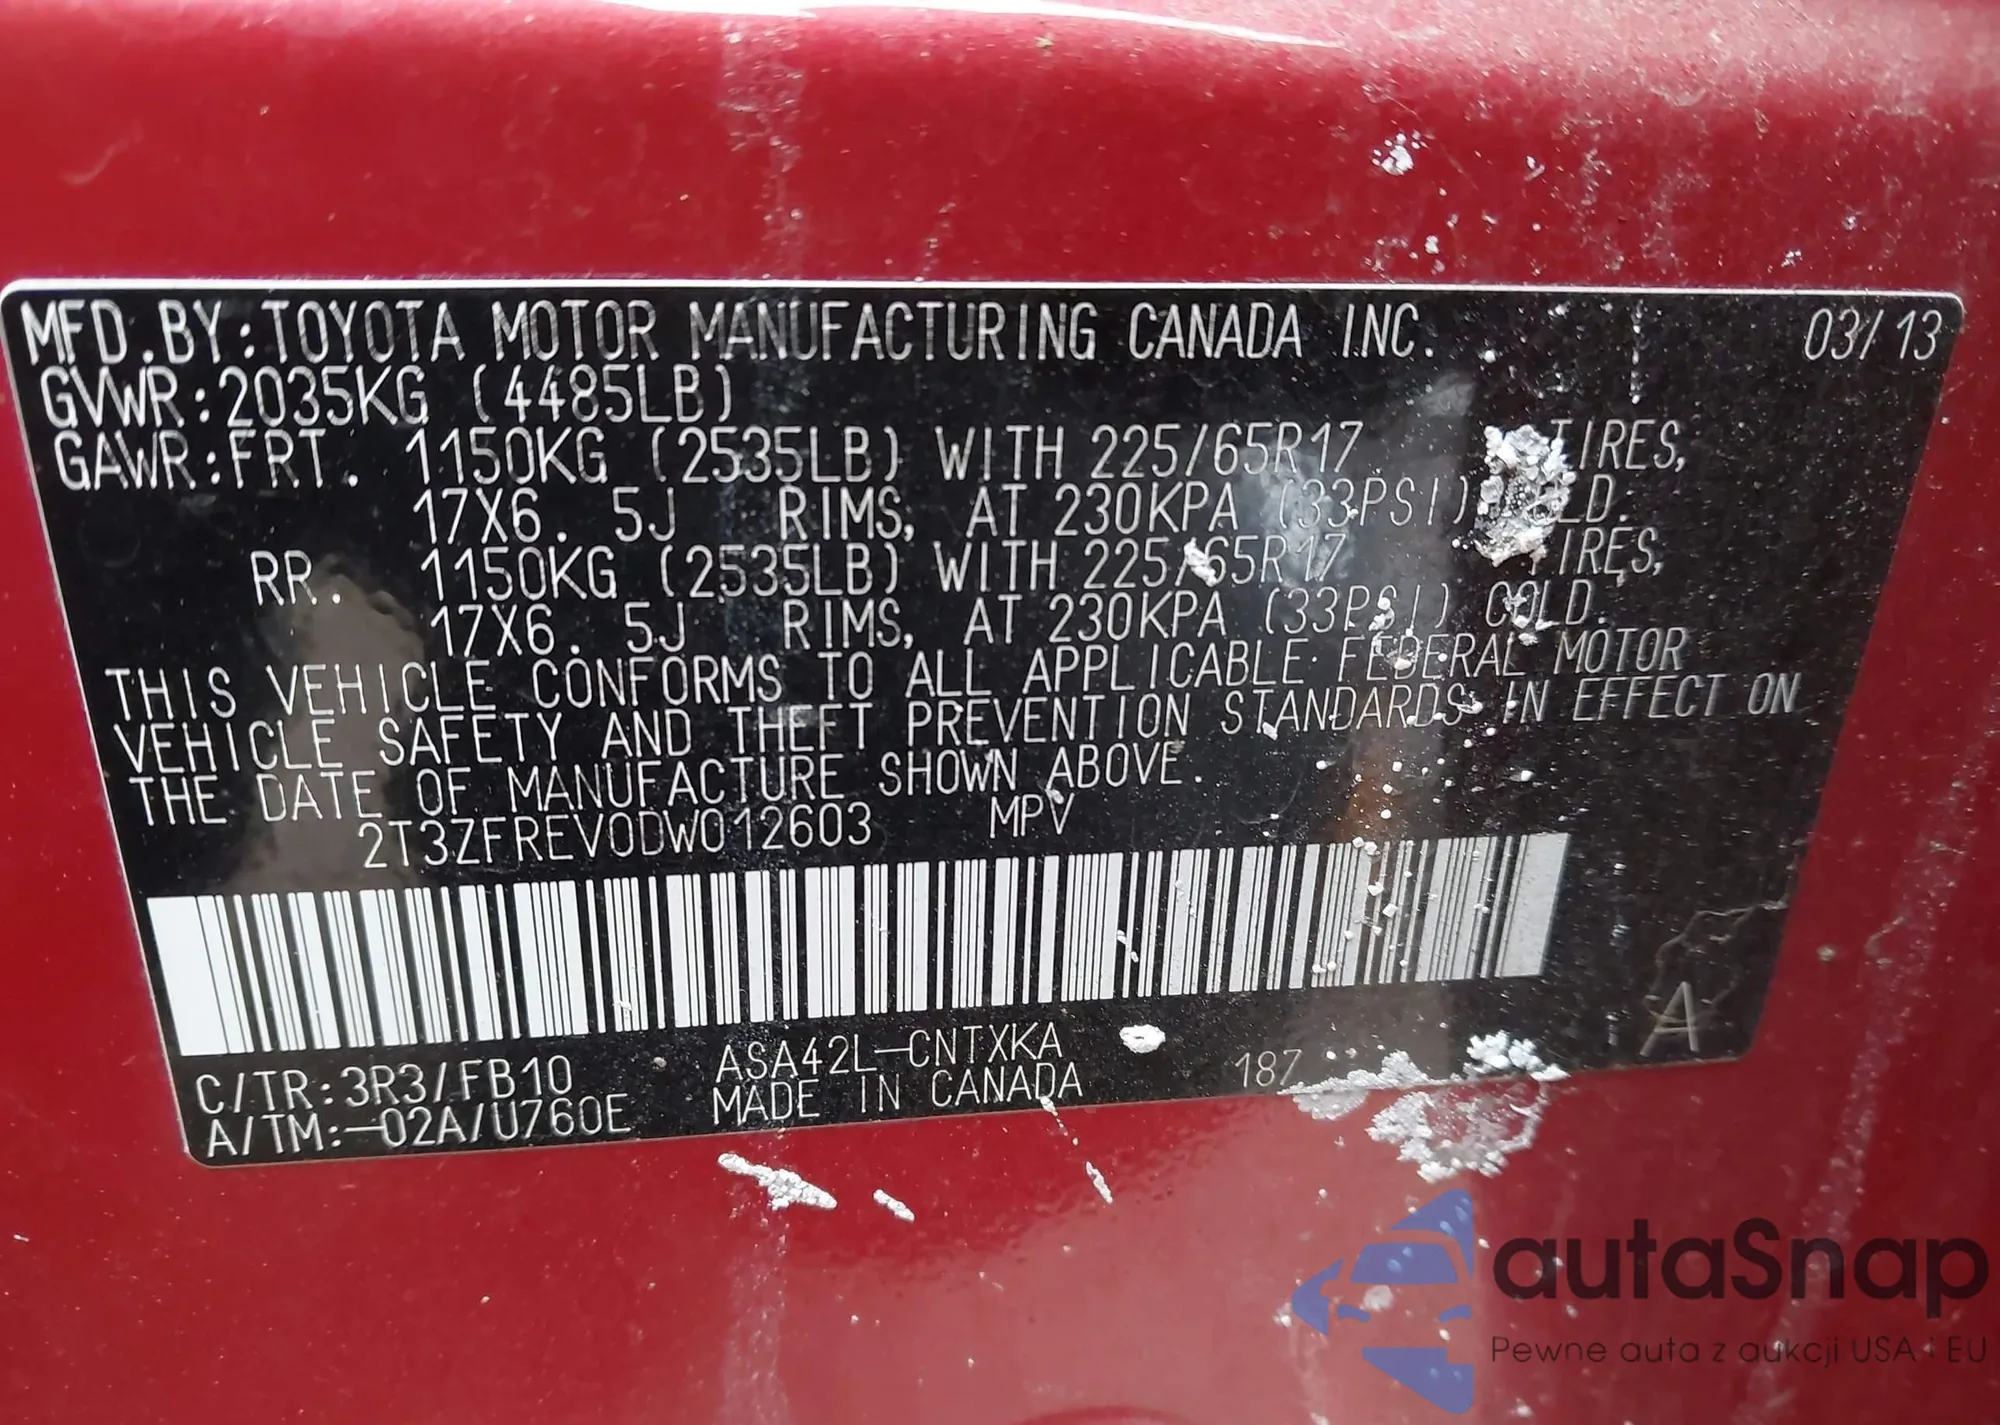 MFD.BY:TOYOTA MOTOR MANUFACTURING CANADA INC. 03/13
GVWR:2035KG (4485LB)
GAWR:FRT. 1150KG (2535LB) WITH 225/65R17 TIRES,
17X6.5J RIMS, AT 230KPA (33PSI) COLD.
RR. 1150KG (2535LB) WITH 225/65R17 TIRES,
17X6.5J RIMS, AT 230KPA (33PSI) COLD.
THIS VEHICLE CONFORMS TO ALL APPLICABLE FEDERAL MOTOR
VEHICLE SAFETY AND THEFT PREVENTION STANDARDS IN EFFECT ON
THE DATE OF MANUFACTURE SHOWN ABOVE.
2T3ZFREV0DW012603 MPV
C/TR:3R3/FB10 ASA42L-CNTXKA 187 A
A/TM:-02A/U760E MADE IN CANADA
autaSnap
Pewne auta z aukcji USA i EU